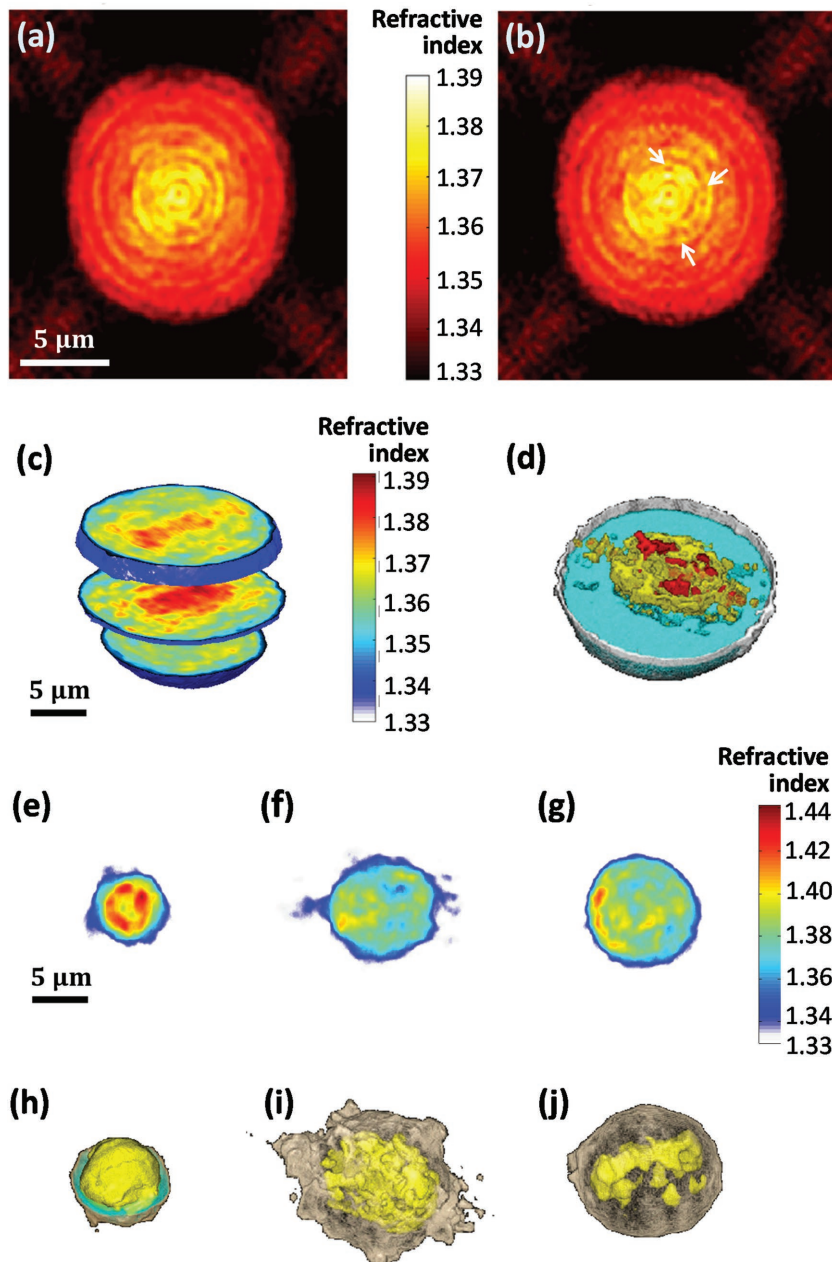 (a)
Refractive
index
(b)
1.39
1.38
1.37
1.36
1.35
1.34
1.33
5 μm
(c)
Refractive
index
(d)
1.39
1.38
1.37
1.36
1.35
1.34
1.33
5 μm
Refractive
index
(e)
(f)
(g)
1.44
1.42
1.40
1.38
1.36
1.34
1.33
5 μm
(h)
(i)
(j)